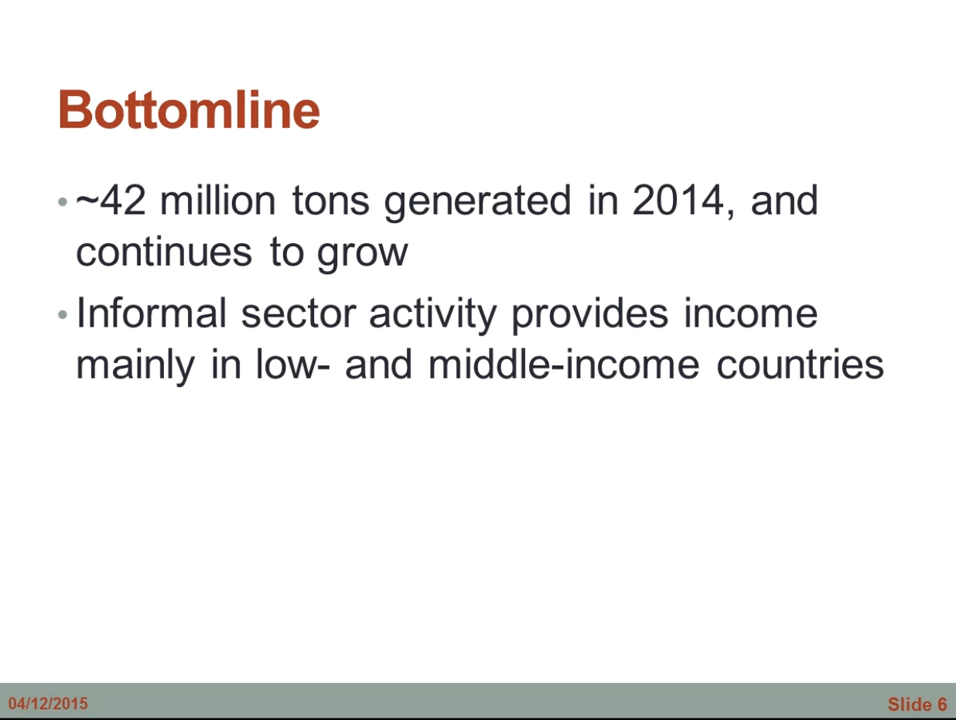 Bottomline
• ~42 million tons generated in 2014, and
continues to grow
• Informal sector activity provides income
mainly in low- and middle-income countries
04/12/2015
Slide 6